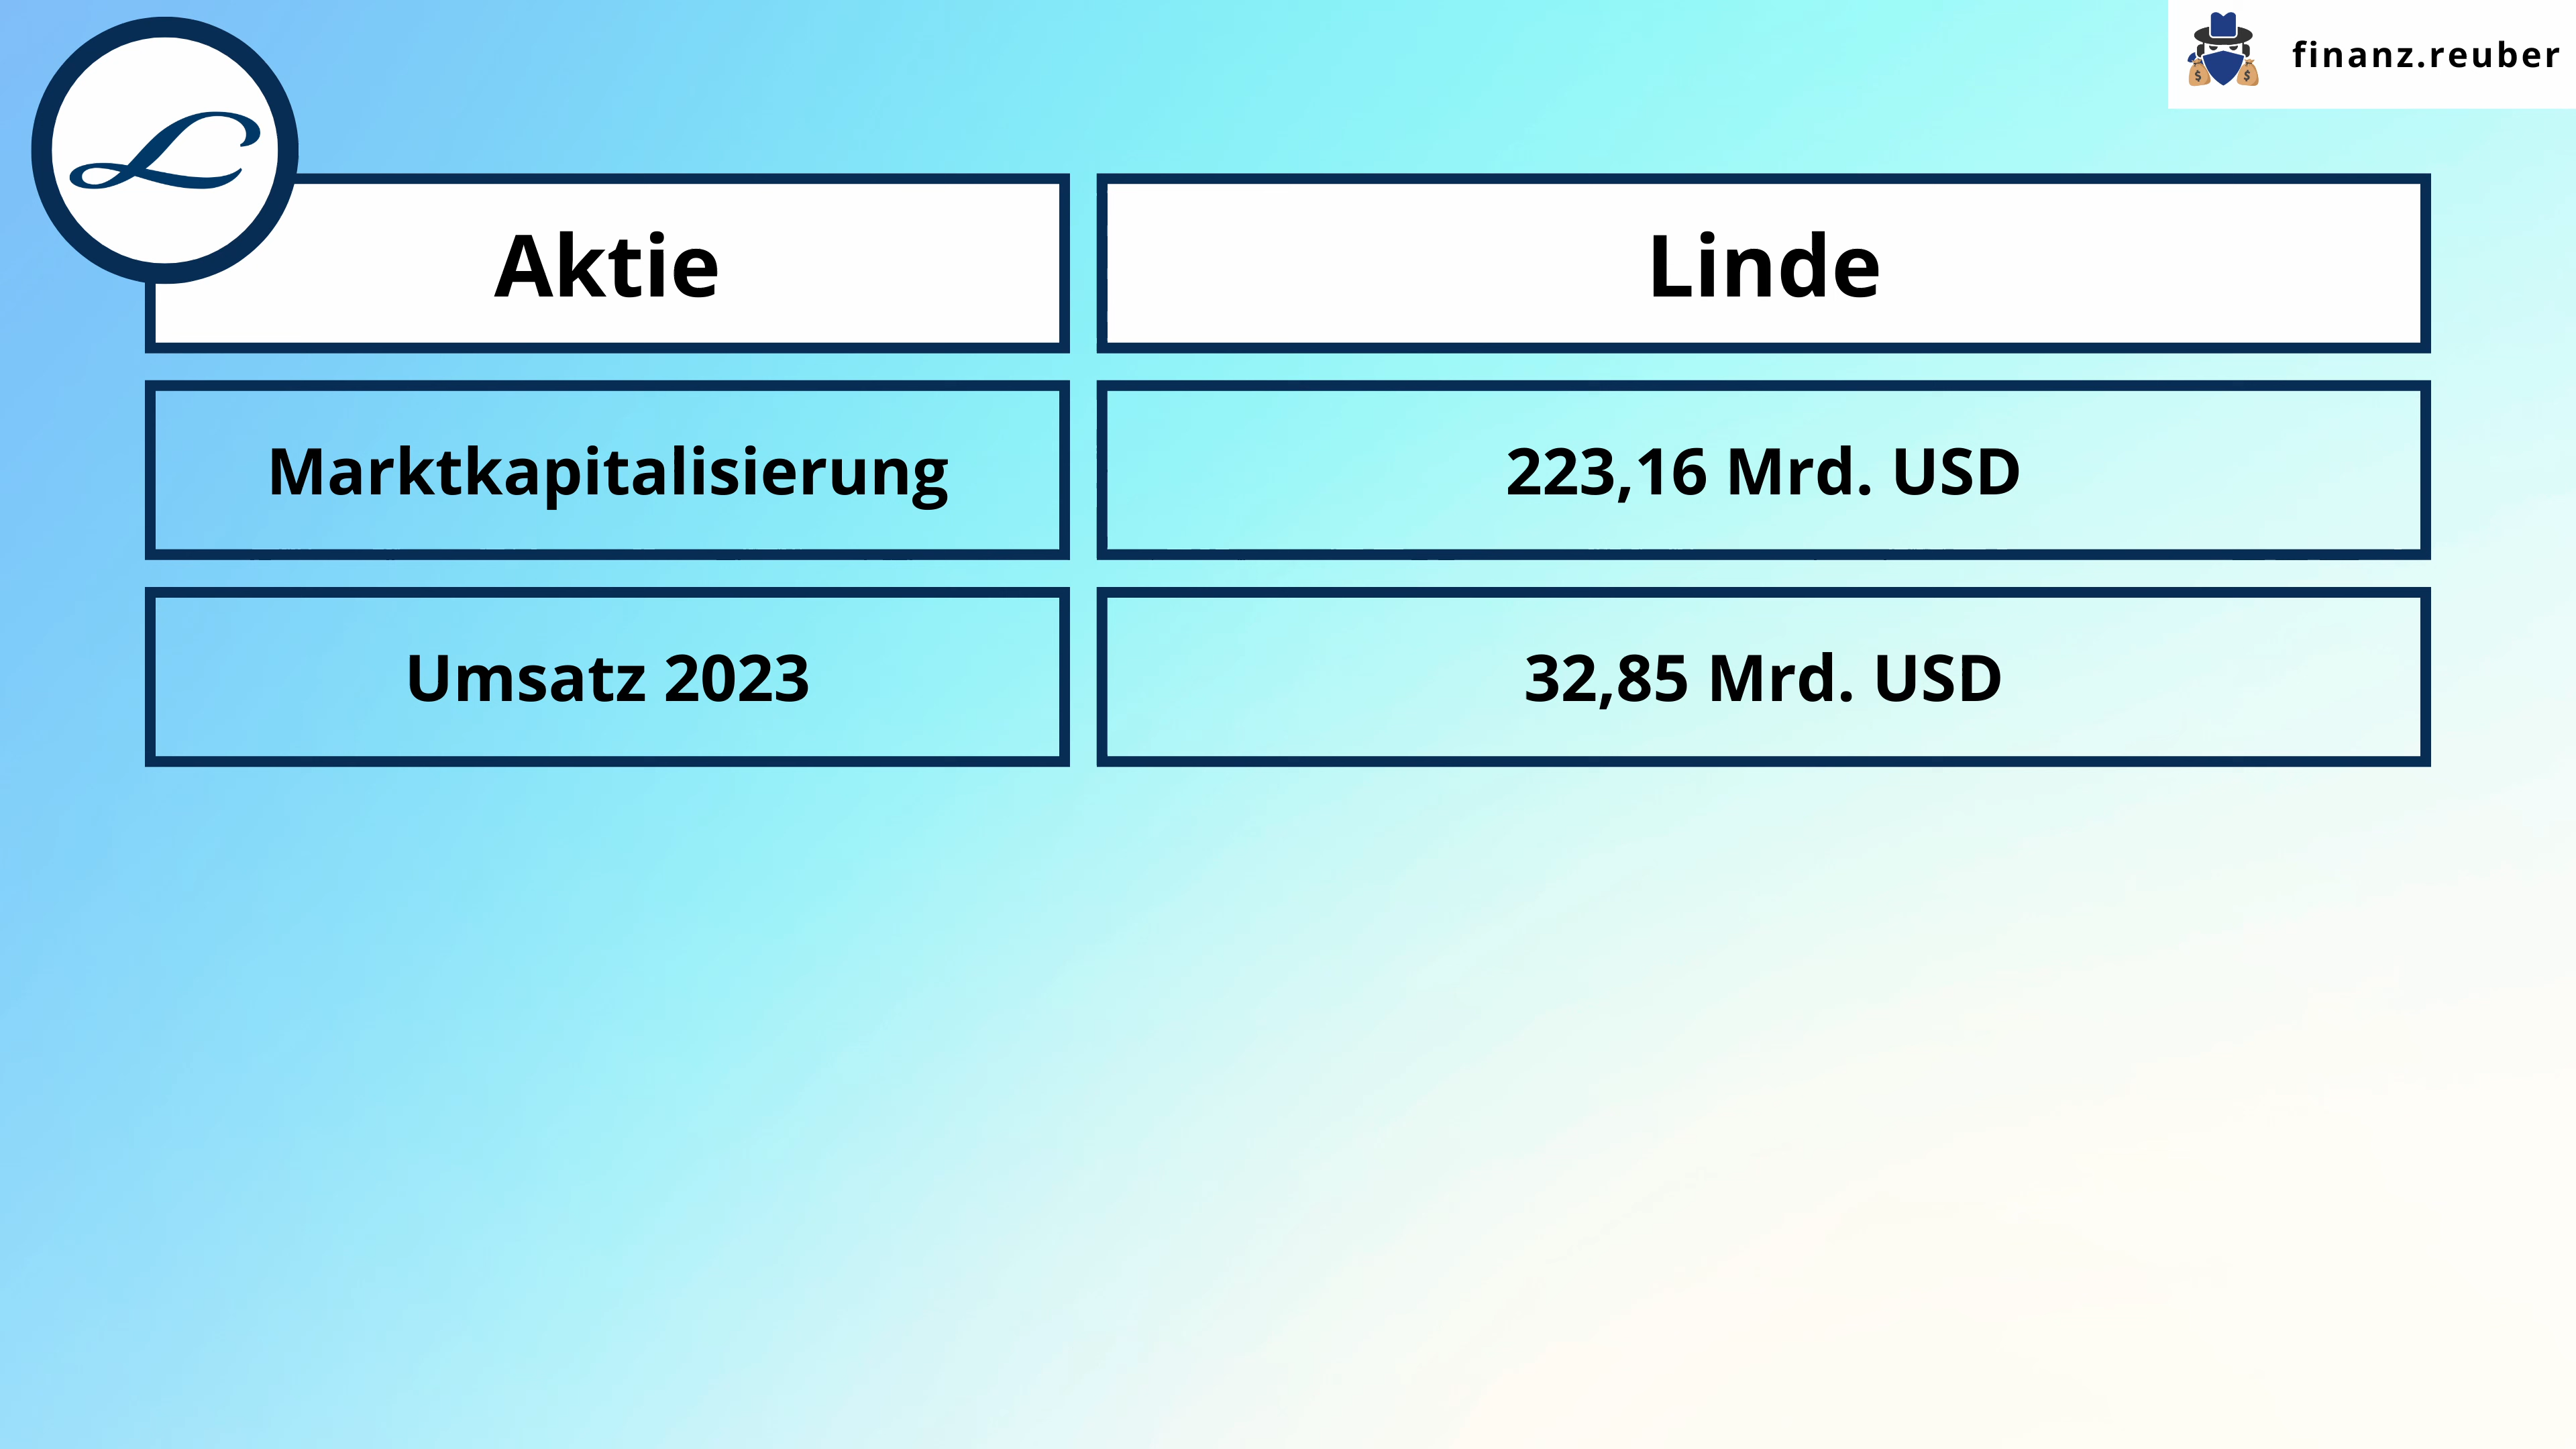 finanz.reuber
Aktie
Linde
Marktkapitalisierung
223,16 Mrd. USD
Umsatz 2023
32,85 Mrd. USD